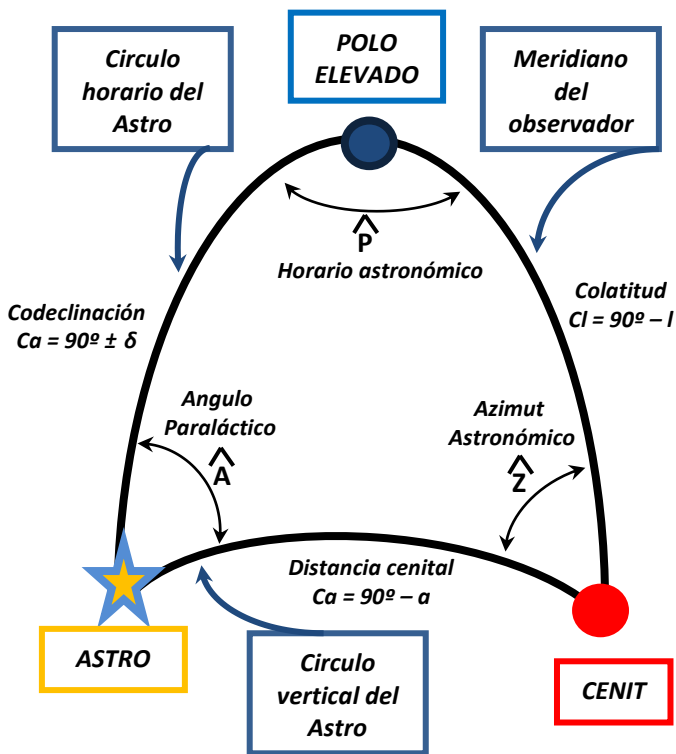 Circulo
horario del
Astro
POLO
ELEVADO
Meridiano
del
observador
P
Horario astronómico
Codeclinación
Ca = 90º ± δ
Colatitud
Cl = 90º – l
Angulo
Paraláctico
A
Azimut
Astronómico
Z
Distancia cenital
Ca = 90º – a
ASTRO
Circulo
vertical del
Astro
CENIT